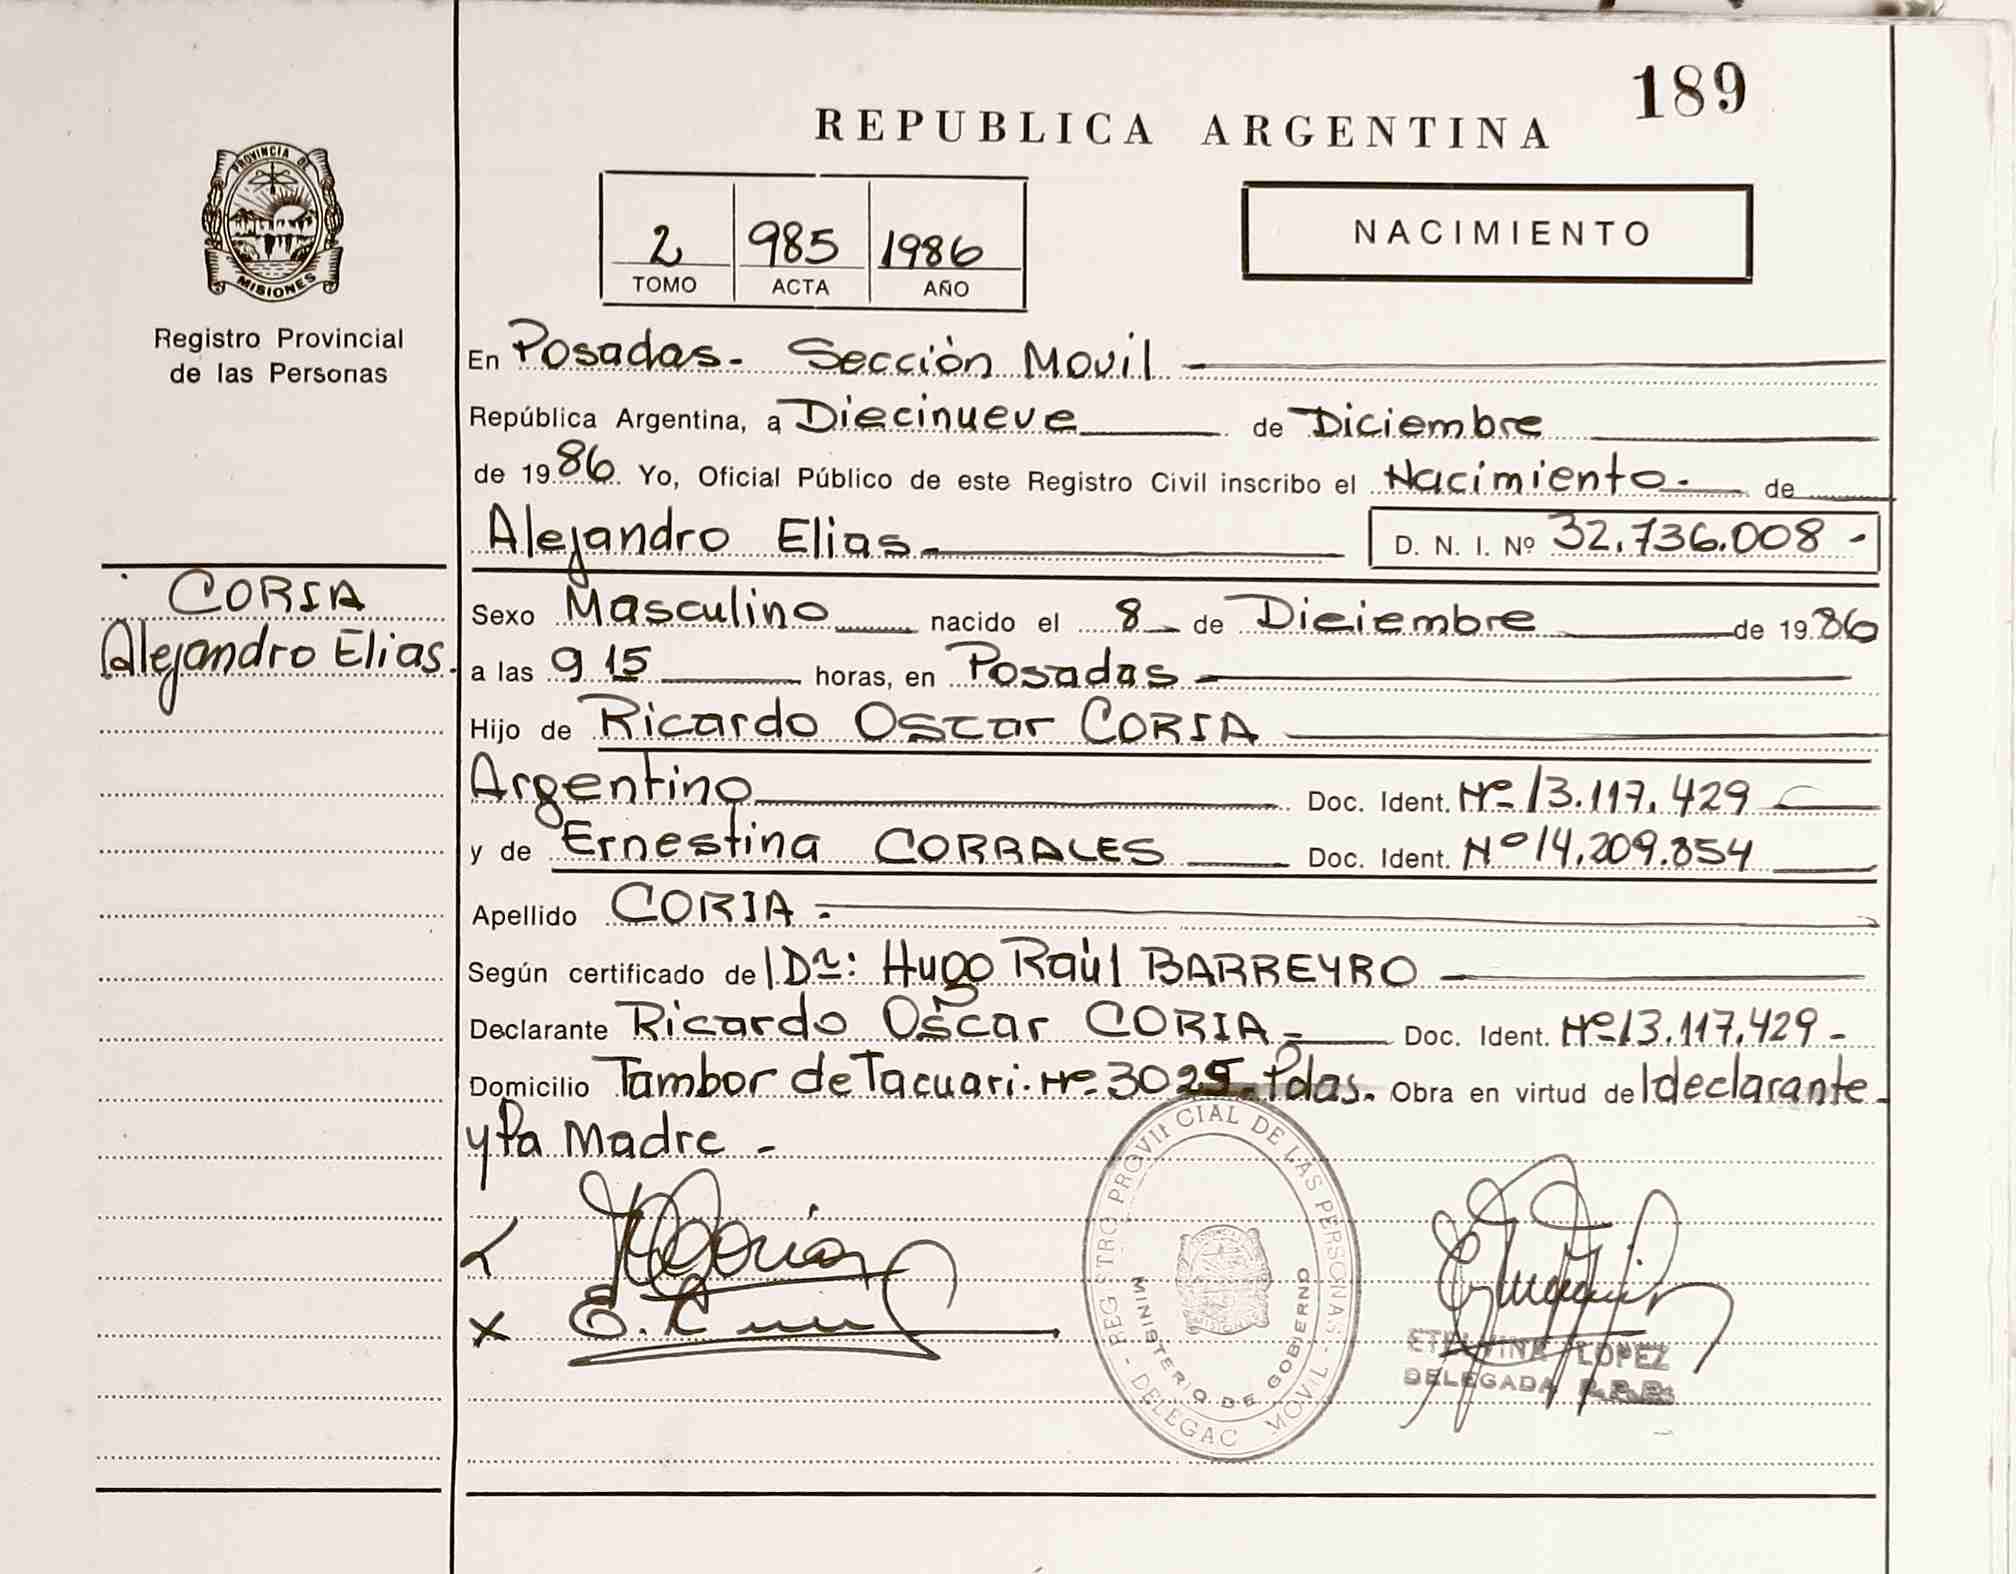 189
REPUBLICA ARGENTINA
PROVINCIA DE
MISIONES
Registro Provincial
de las Personas
2 985 1986
TOMO ACTA AÑO
NACIMIENTO
En Posadas- Sección Movil
República Argentina, a Diecinueve de Diciembre
de 1986. Yo, Oficial Público de este Registro Civil inscribo el Nacimiento.- de
Alejandro Elias. D. N. I. Nº 32.736.008 -
CORIA
Alejandro Elias.
Sexo Masculino nacido el 8 de Diciembre de 1986
a las 9 15 horas, en Posadas
Hijo de Ricardo Oscar CORIA
Argentino Doc. Ident. Nº 13.117.429
y de Ernestina CORRALES Doc. Ident. Nº 14.209.854
Apellido CORIA.-
Según certificado de l Dr: Hugo Raùl BARREYRO
Declarante Ricardo Oscar CORIA.- Doc. Ident. Nº 13.117.429-
Domicilio Tambor de Tacuari. Nº 3025. Pdas. Obra en virtud de l declarante
y la Madre -
REGISTRO PROVINCIAL DE LAS PERSONAS -
MINISTERIO DE GOBIERNO
- DELEGAC MOVIL
ETELVINA LOPEZ
DELEGADA R.P.P.